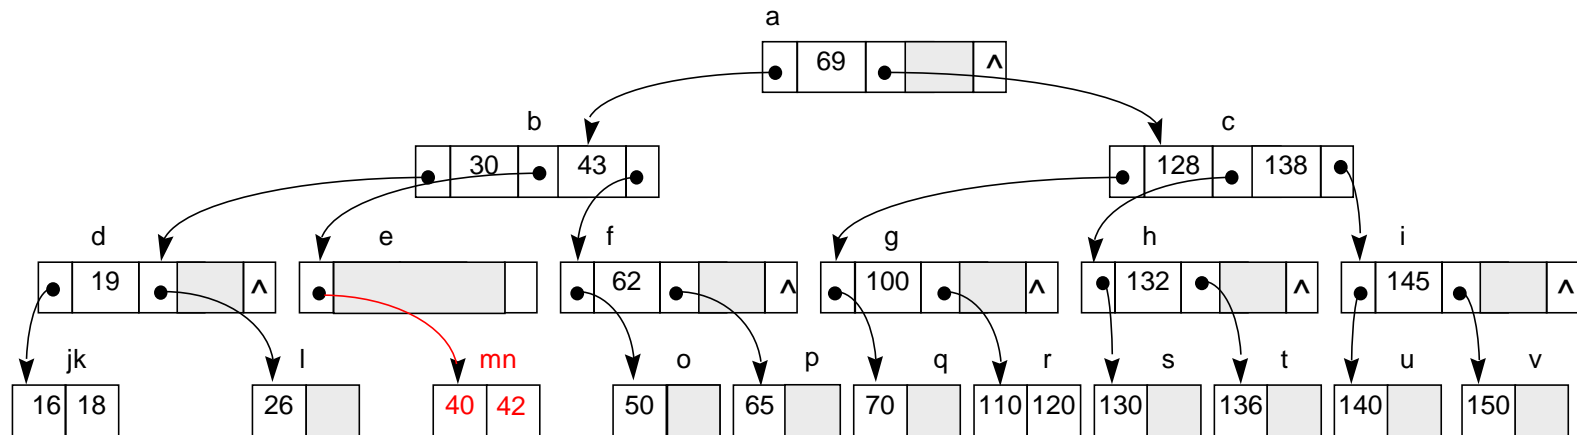 a
69 ^
b c
30 43 128 138
d e f g h i
19 ^ 62 ^ 100 ^ 132 ^ 145 ^
jk l mn o p q r s t u v
16 18 26 40 42 50 65 70 110 120 130 136 140 150